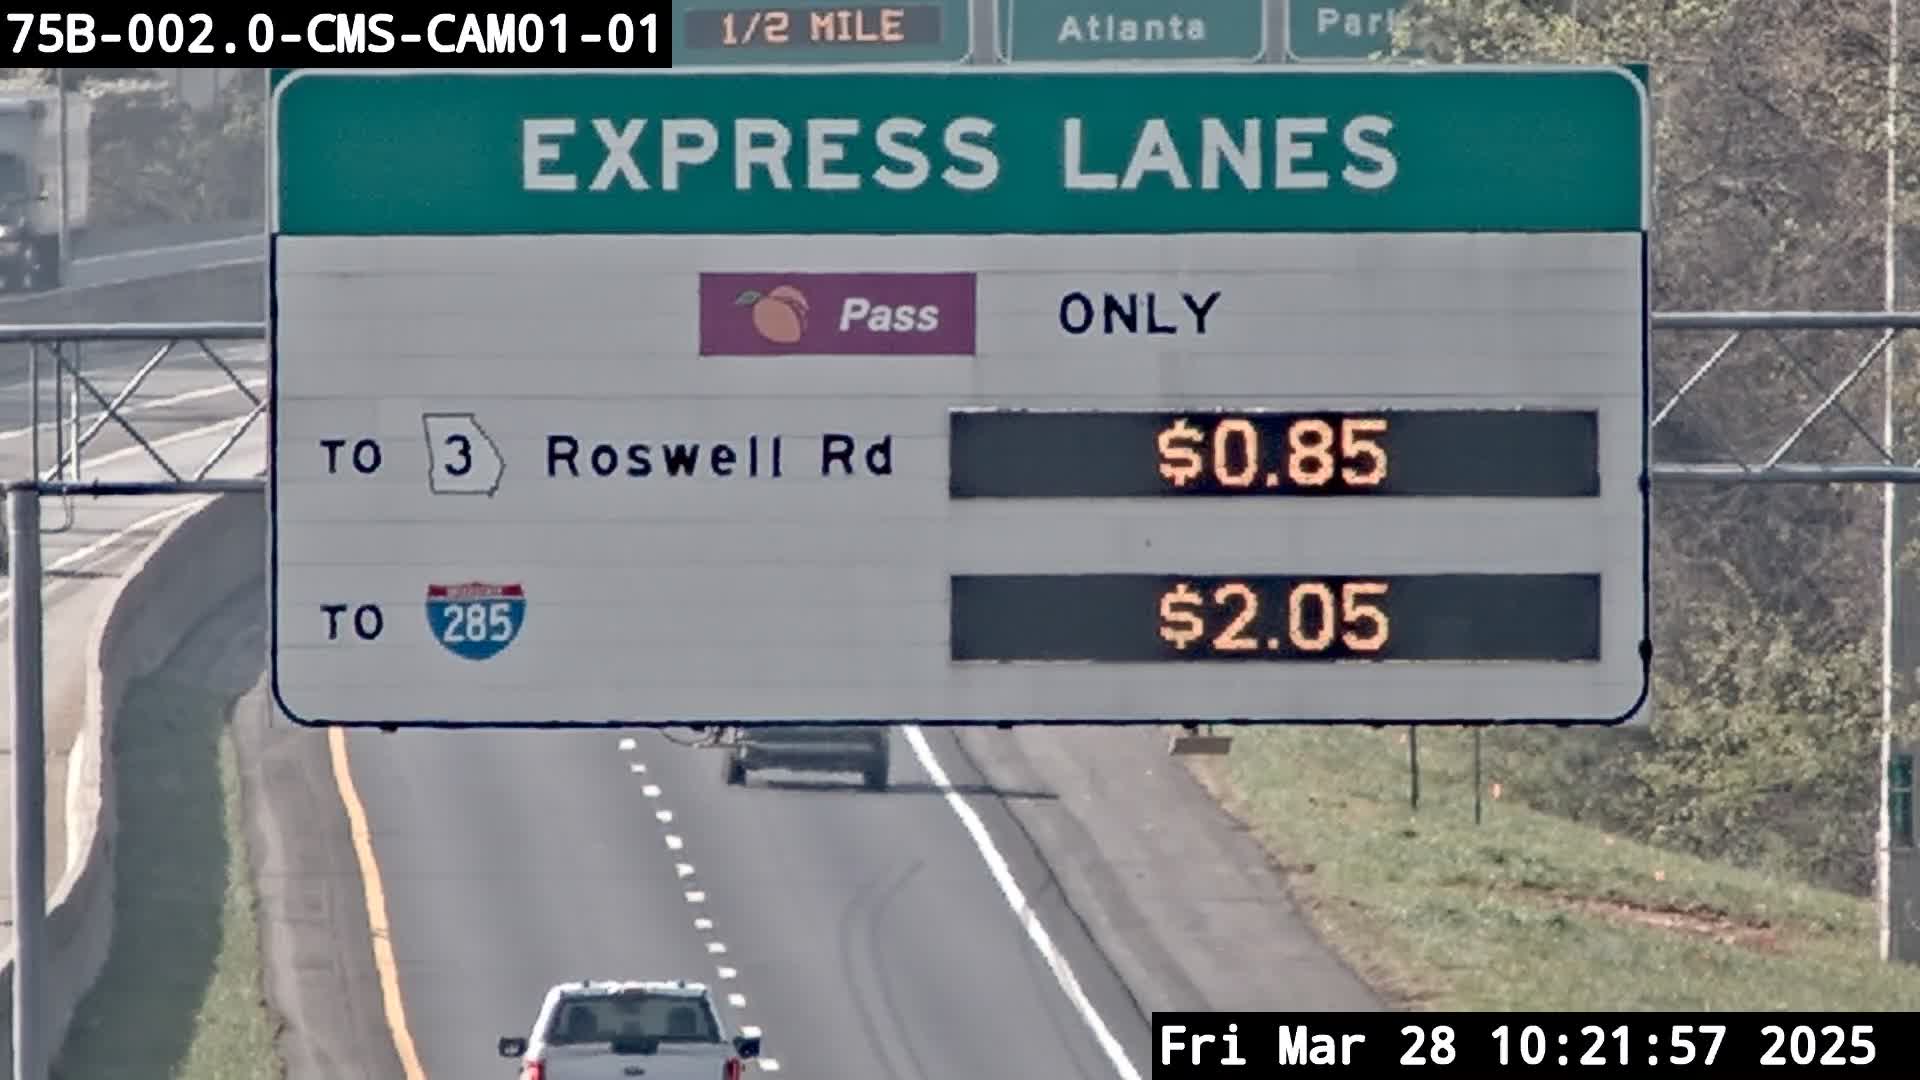 75B-002.0-CMS-CAM01-01
1/2 MILE
Atlanta
EXPRESS LANES
Pass ONLY
TO 3 Roswell Rd $0.85
TO 285 $2.05
Fri Mar 28 10:21:57 2025